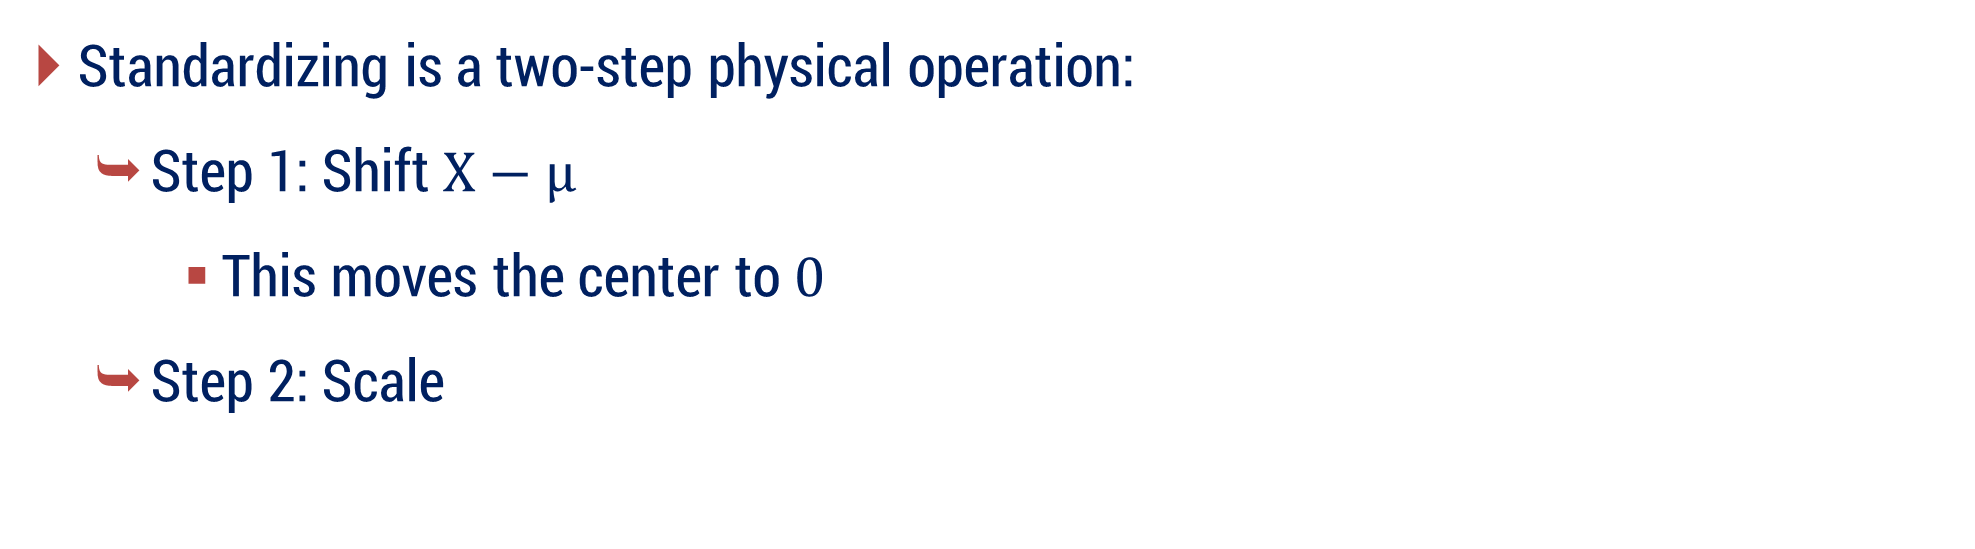 Standardizing is a two-step physical operation:
Step 1: Shift X − μ
This moves the center to 0
Step 2: Scale